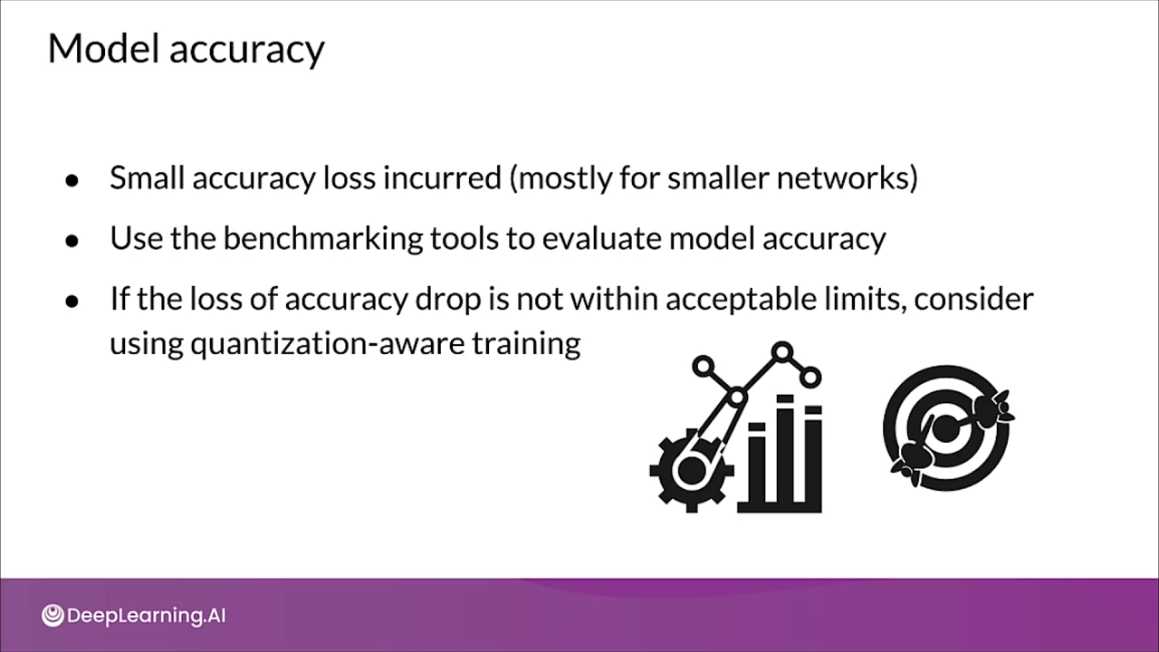 Model accuracy
● Small accuracy loss incurred (mostly for smaller networks)
● Use the benchmarking tools to evaluate model accuracy
● If the loss of accuracy drop is not within acceptable limits, consider
using quantization-aware training
DeepLearning.AI